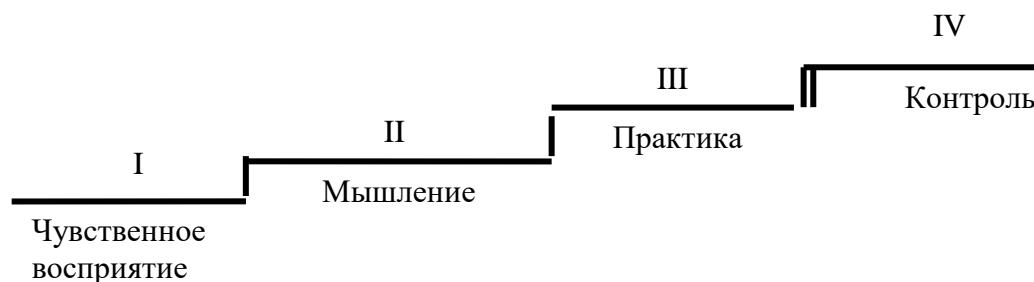 IV
III
Контроль
II
Практика
I
Мышление
Чувственное
восприятие